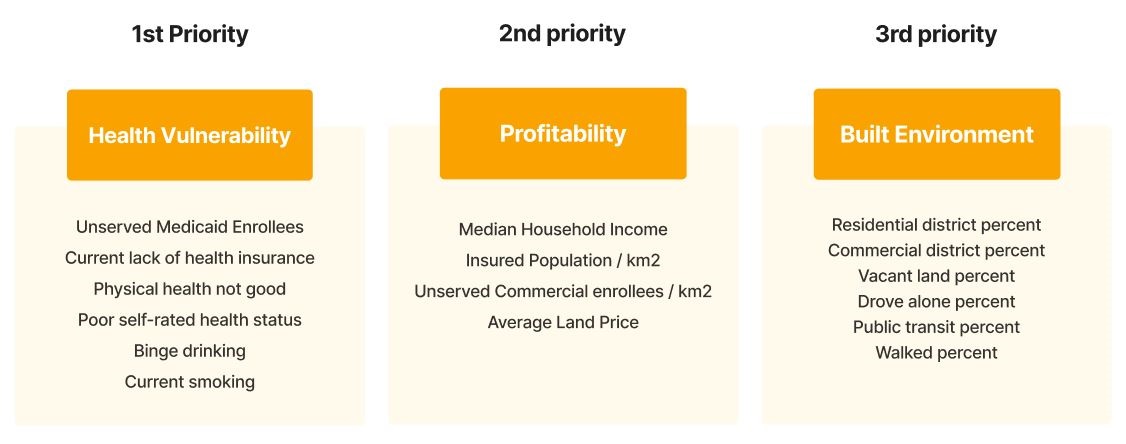 1st Priority
Health Vulnerability
Unserved Medicaid Enrollees
Current lack of health insurance
Physical health not good
Poor self-rated health status
Binge drinking
Current smoking
2nd priority
Profitability
Median Household Income
Insured Population / km2
Unserved Commercial enrollees / km2
Average Land Price
3rd priority
Built Environment
Residential district percent
Commercial district percent
Vacant land percent
Drove alone percent
Public transit percent
Walked percent